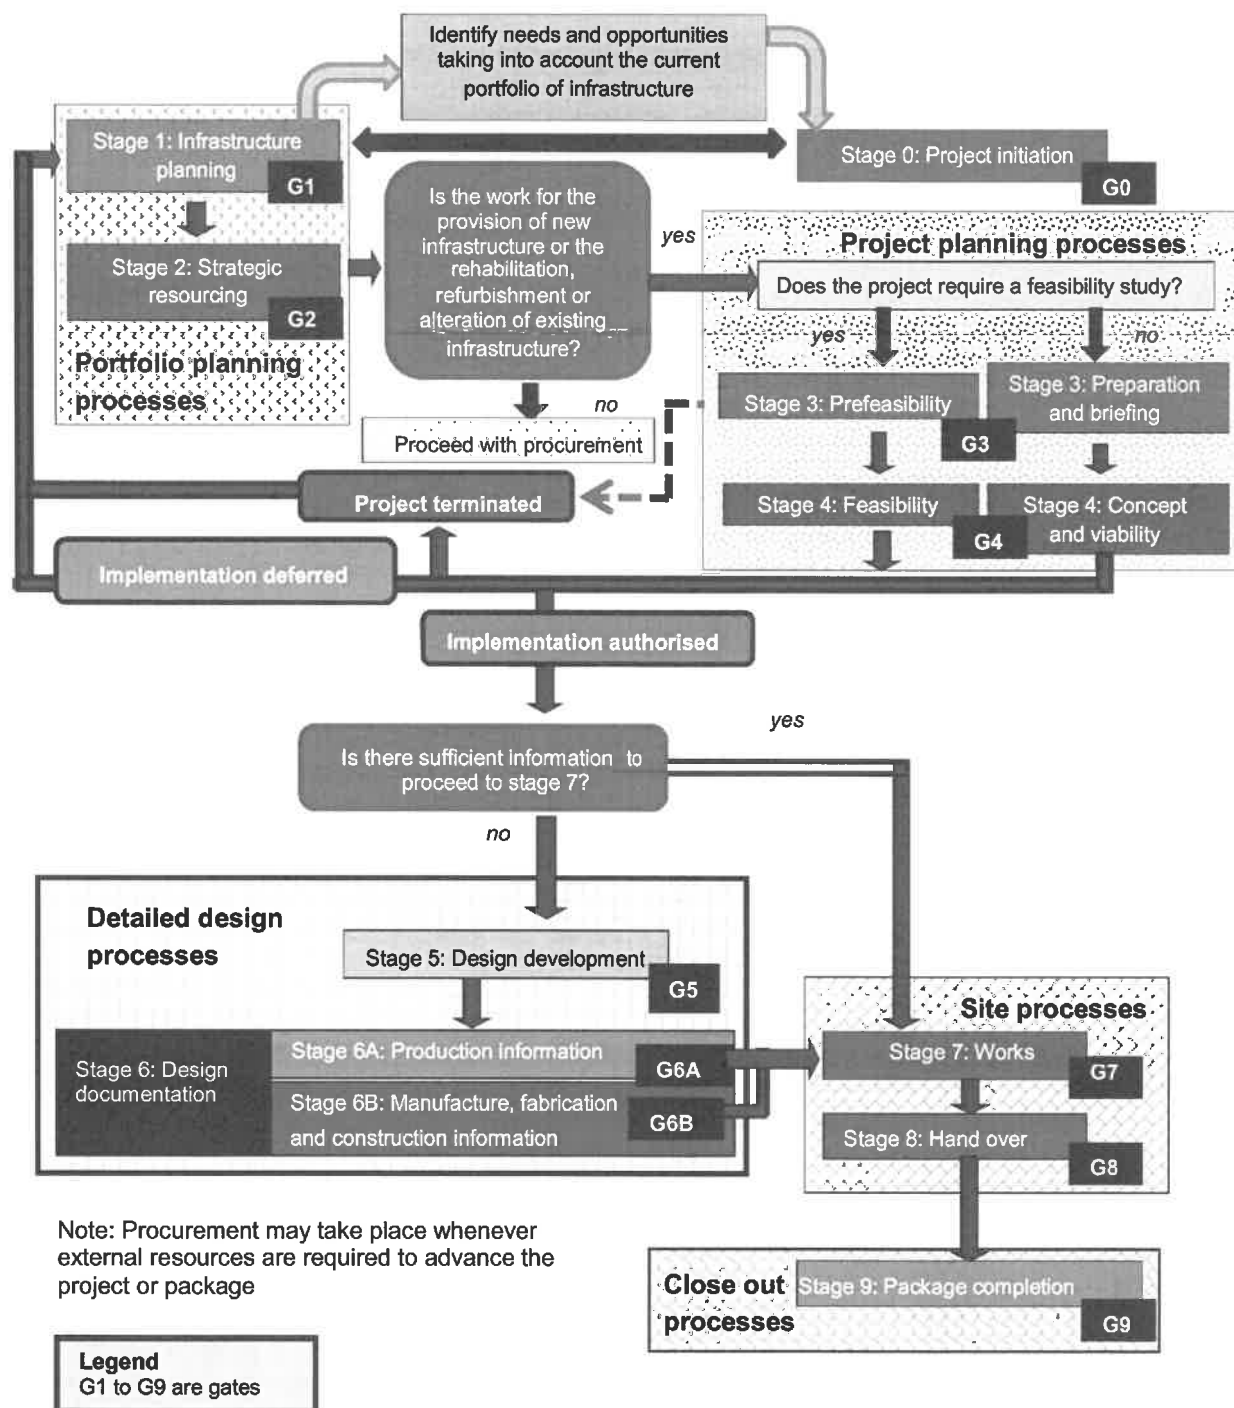 Identify needs and opportunities
taking into account the current
portfolio of infrastructure
Stage 1: Infrastructure
planning
G1
Stage 0: Project initiation
G0
Is the work for the
provision of new
infrastructure or the
rehabilitation,
refurbishment or
alteration of existing
infrastructure?
yes
Project planning processes
Does the project require a feasibility study?
Stage 2: Strategic
resourcing
G2
yes
no
Portfolio planning
processes
no
Proceed with procurement
Stage 3: Prefeasibility
G3
Stage 3: Preparation
and briefing
Project terminated
Stage 4: Feasibility
G4
Stage 4: Concept
and viability
Implementation deferred
Implementation authorised
yes
Is there sufficient information to
proceed to stage 7?
no
Detailed design
processes
Stage 5: Design development
G5
Site processes
Stage 6: Design
documentation
Stage 6A: Production information
G6A
Stage 6B: Manufacture, fabrication
and construction information
G6B
Stage 7: Works
G7
Stage 8: Hand over
G8
Note: Procurement may take place whenever
external resources are required to advance the
project or package
Close out
processes
Stage 9: Package completion
G9
Legend
G1 to G9 are gates